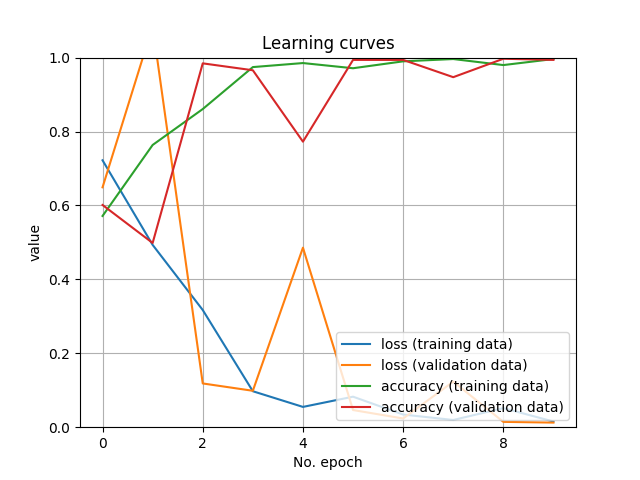 Learning curves
1.0
0.8
0.6
0.4
0.2
0.0
value
0 2 4 6 8
No. epoch
loss (training data)
loss (validation data)
accuracy (training data)
accuracy (validation data)